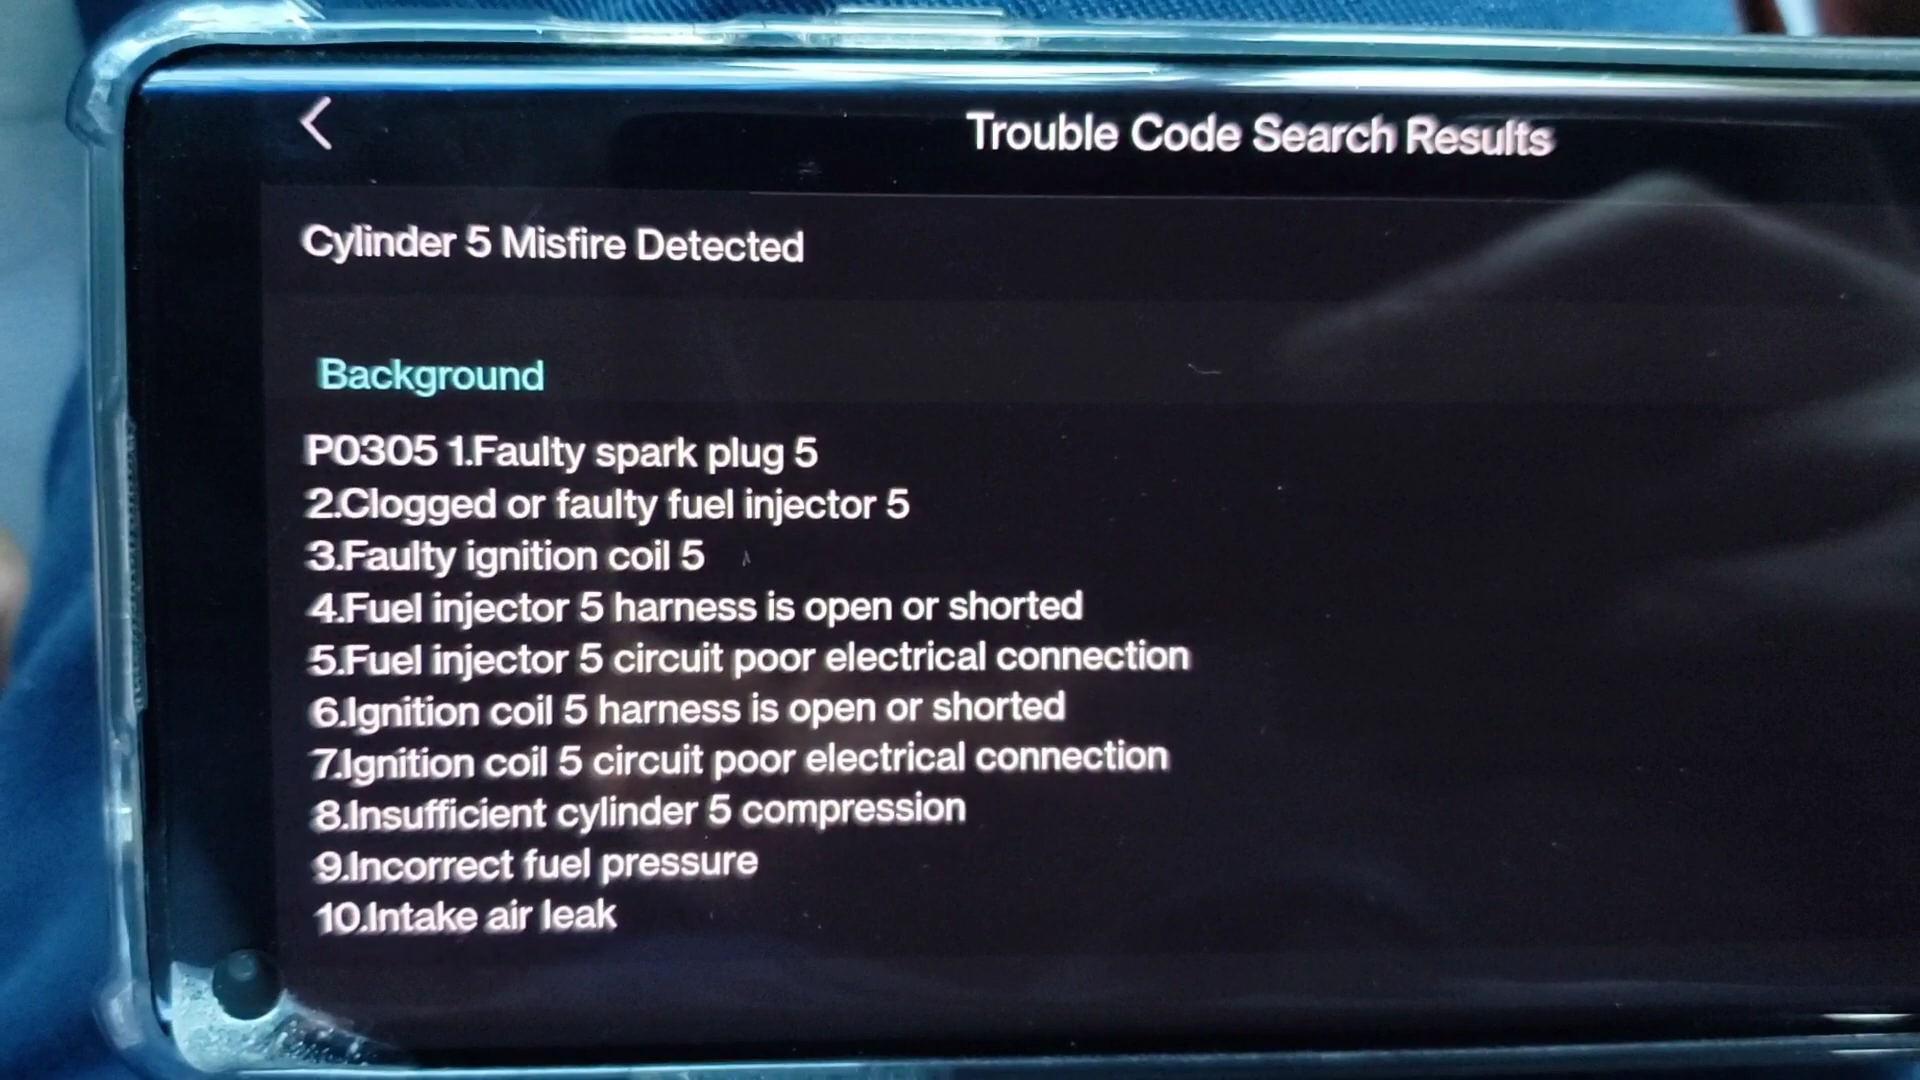 Trouble Code Search Results
Cylinder 5 Misfire Detected
Background
P0305 1.Faulty spark plug 5
2.Clogged or faulty fuel injector 5
3.Faulty ignition coil 5
4.Fuel injector 5 harness is open or shorted
5.Fuel injector 5 circuit poor electrical connection
6.Ignition coil 5 harness is open or shorted
7.Ignition coil 5 circuit poor electrical connection
8.Insufficient cylinder 5 compression
9.Incorrect fuel pressure
10.Intake air leak